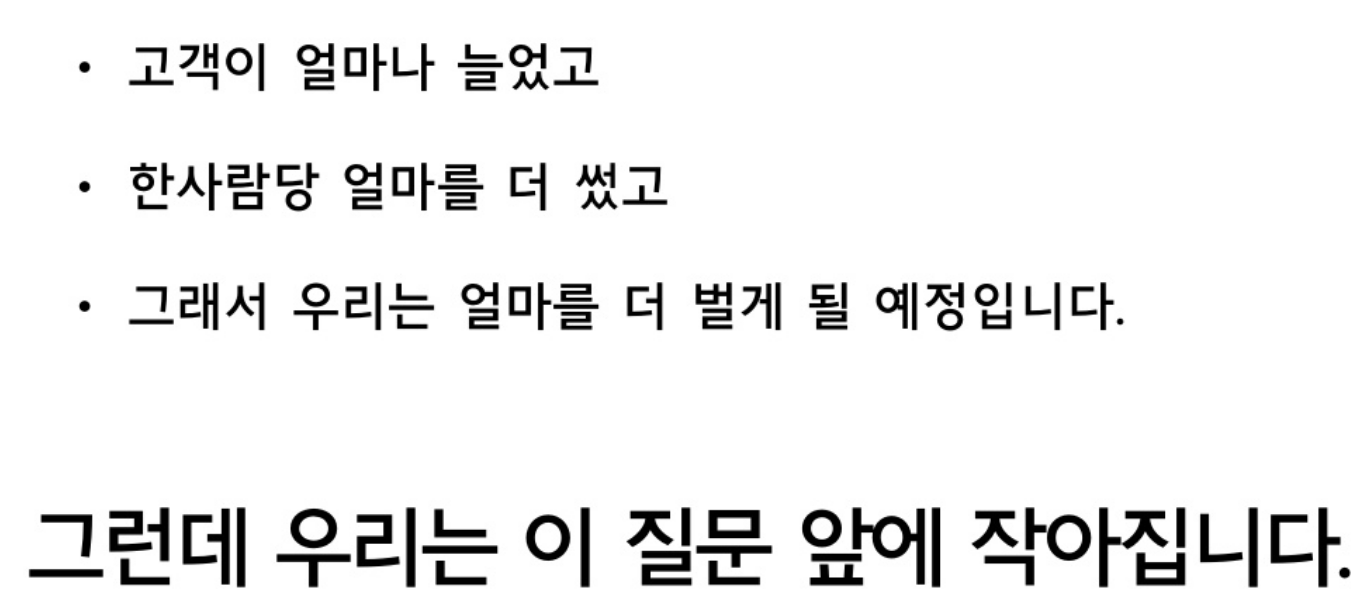 • 고객이 얼마나 늘었고
• 한사람당 얼마를 더 썼고
• 그래서 우리는 얼마를 더 벌게 될 예정입니다.
그런데 우리는 이 질문 앞에 작아집니다.